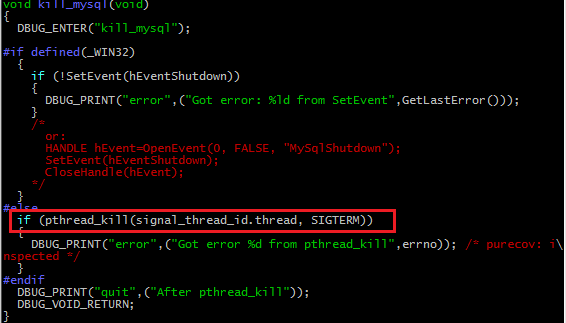 void kill_mysql(void)
{
  DBUG_ENTER("kill_mysql");

#if defined(_WIN32)
  {
    if (!SetEvent(hEventShutdown))
    {
      DBUG_PRINT("error",("Got error: %ld from SetEvent",GetLastError()));
    }
    /*
      or:
      HANDLE hEvent=OpenEvent(0, FALSE, "MySqlShutdown");
      SetEvent(hEventShutdown);
      CloseHandle(hEvent);
    */
  }
#else
  if (pthread_kill(signal_thread_id.thread, SIGTERM))
  {
    DBUG_PRINT("error",("Got error %d from pthread_kill",errno)); /* purecov: i\
nspected */
  }
#endif
  DBUG_PRINT("quit",("After pthread_kill"));
  DBUG_VOID_RETURN;
}